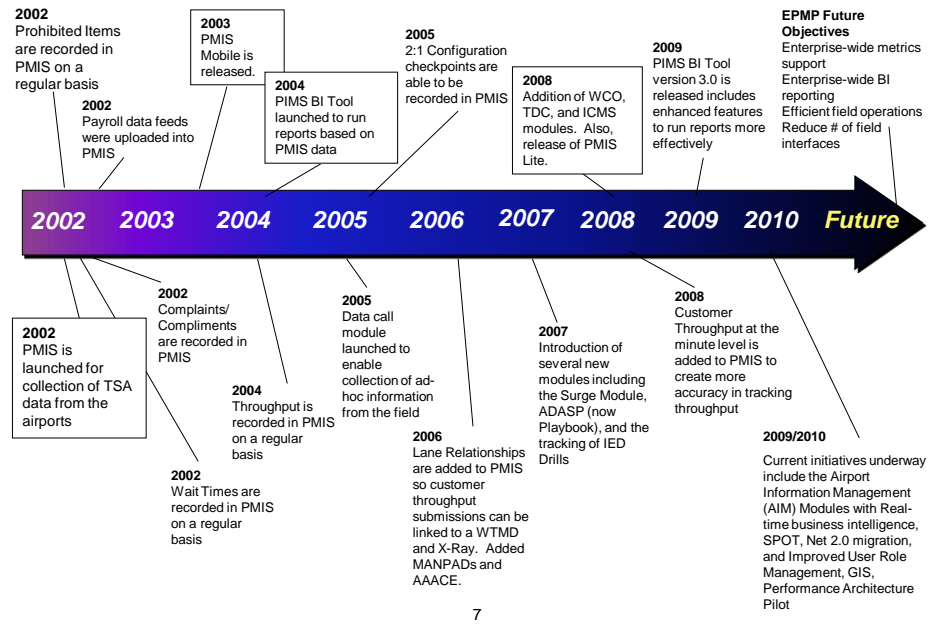 2002
Prohibited Items
are recorded in
PMIS on a
regular basis
2002
Payroll data feeds
were uploaded into
PMIS
2003
PMIS
Mobile is
released.
2004
PIMS BI Tool
launched to run
reports based on
PMIS data
2005
2:1 Configuration
checkpoints are
able to be
recorded in PMIS
2008
Addition of WCO,
TDC, and ICMS
modules. Also,
release of PMIS
Lite.
2009
PIMS BI Tool
version 3.0 is
released includes
enhanced features
to run reports more
effectively
EPMP Future
Objectives
Enterprise-wide metrics
support
Enterprise-wide BI
reporting
Efficient field operations
Reduce # of field
interfaces
2002 2003 2004 2005 2006 2007 2008 2009 2010 Future
2002
PMIS is
launched for
collection of TSA
data from the
airports
2002
Complaints/
Compliments
are recorded in
PMIS
2002
Wait Times are
recorded in PMIS
on a regular
basis
2004
Throughput is
recorded in PMIS
on a regular
basis
2005
Data call
module
launched to
enable
collection of ad-
hoc information
from the field
2006
Lane Relationships
are added to PMIS
so customer
throughput
submissions can be
linked to a WTMD
and X-Ray. Added
MANPADs and
AAACE.
2007
Introduction of
several new
modules including
the Surge Module,
ADASP (now
Playbook), and the
tracking of IED
Drills
2008
Customer
Throughput at the
minute level is
added to PMIS to
create more
accuracy in tracking
throughput
2009/2010
Current initiatives underway
include the Airport
Information Management
(AIM) Modules with Real-
time business intelligence,
SPOT, Net 2.0 migration,
and Improved User Role
Management, GIS,
Performance Architecture
Pilot
7